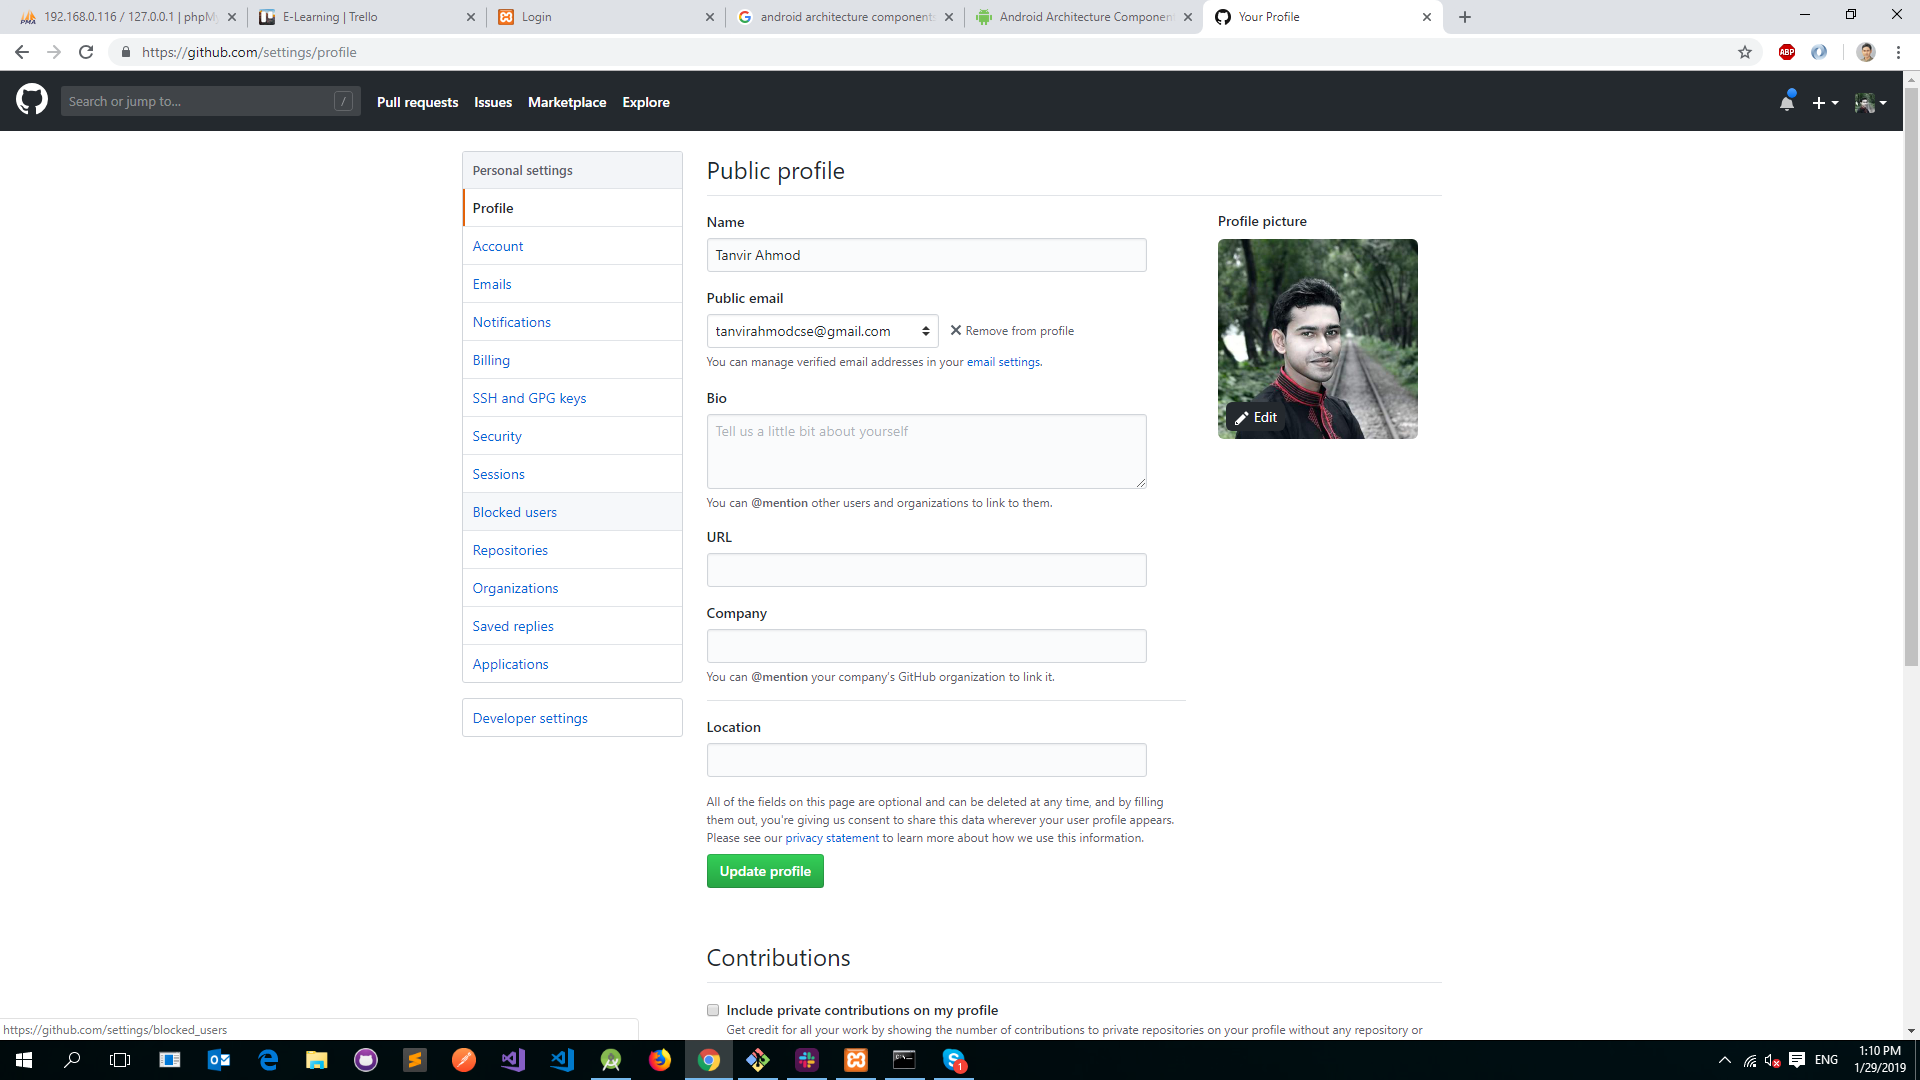 192.168.0.116 / 127.0.0.1 | phpMy
E-Learning | Trello
Login
android architecture components
Android Architecture Component
Your Profile
https://github.com/settings/profile
ABP
Search or jump to...
/
Pull requests
Issues
Marketplace
Explore
Personal settings
Profile
Account
Emails
Notifications
Billing
SSH and GPG keys
Security
Sessions
Blocked users
Repositories
Organizations
Saved replies
Applications
Developer settings
Public profile
Name
Tanvir Ahmod
Public email
tanvirahmodcse@gmail.com
Remove from profile
You can manage verified email addresses in your email settings.
Bio
Tell us a little bit about yourself
You can @mention other users and organizations to link to them.
URL
Company
You can @mention your company's GitHub organization to link it.
Location
All of the fields on this page are optional and can be deleted at any time, and by filling
them out, you're giving us consent to share this data wherever your user profile appears.
Please see our privacy statement to learn more about how we use this information.
Update profile
Profile picture
Edit
Contributions
Include private contributions on my profile
Get credit for all your work by showing the number of contributions to private repositories on your profile without any repository or
https://github.com/settings/blocked_users
1
ENG
1:10 PM
1/29/2019